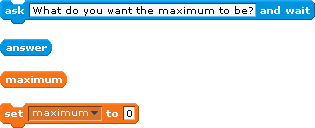 ask What do you want the maximum to be? and wait
answer
maximum
set maximum to 0